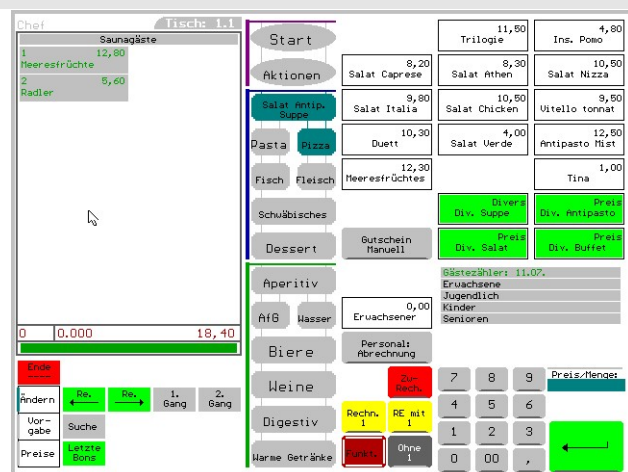 Chef
Tisch: 1.1
Saunagäste
1 12,80
Meeresfrüchte
2 5,60
Radler
0 0.000 18,40
Ende
----
Ändern
Re.
Re.
1.
Gang
2.
Gang
Vor-
gabe
Suche
Preise
Letzte
Bons
Start
Aktionen
Salat Antip.
Suppe
Pasta
Pizza
Fisch
Fleisch
Schwäbisches
Dessert
Aperitiv
AfG
Wasser
Biere
Weine
Digestiv
Warme Getränke
11,50
Trilogie
4,80
Ins. Pomo
8,20
Salat Caprese
8,30
Salat Athen
10,50
Salat Nizza
9,80
Salat Italia
10,50
Salat Chicken
9,50
Vitello tonnat
10,30
Duett
4,00
Salat Verde
12,50
Antipasto Mist
12,30
Meeresfrüchtes
1,00
Tina
Divers
Div. Suppe
Preis
Div. Antipasto
Gutschein
Manuell
Preis
Div. Salat
Preis
Div. Buffet
Gästezähler: 11.07.
Erwachsene
Jugendlich
Kinder
Senioren
0,00
Erwachsener
Personal:
Abrechnung
Zu-
Rech.
Rechn.
1
RE mit
1
Funkt.
Ohne
1
7 8 9
4 5 6
1 2 3
0 00 ,
Preis/Menge: